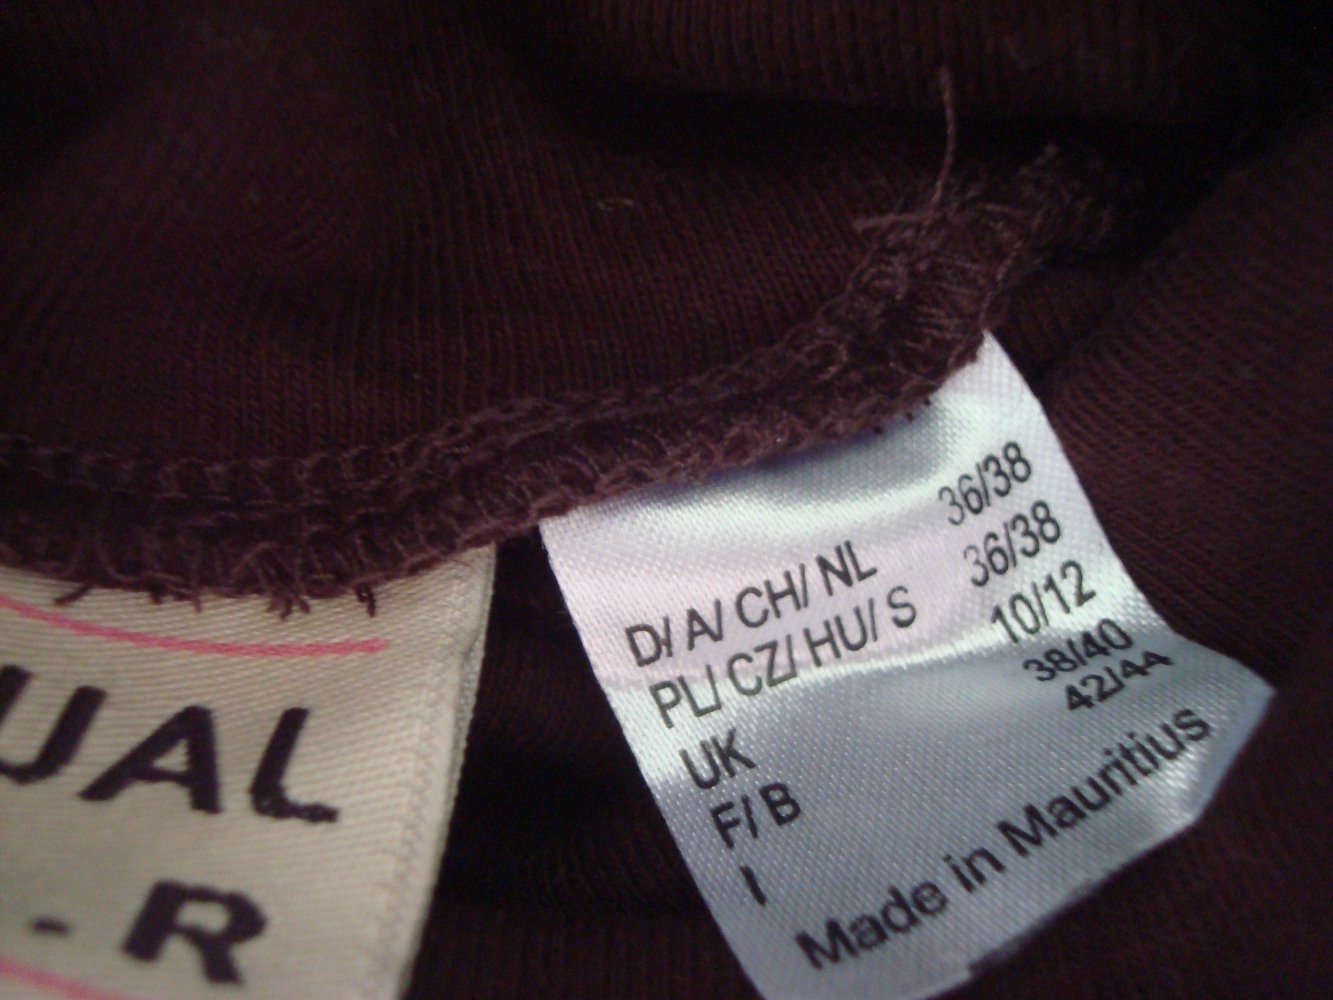 UAL
- R
D/ A/ CH/ NL 36/38
PL/ CZ/ HU/ S 36/38
UK 10/12
F/ B 38/40
I 42/44
Made in Mauritius